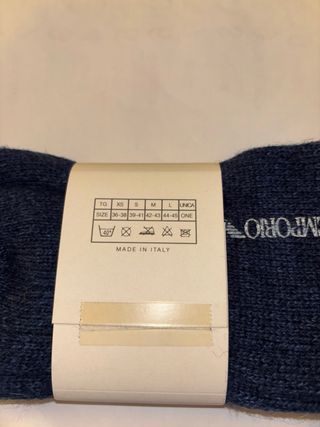 TG XS S M L UNICA
SIZE 36-38 39-41 42-43 44-45 ONE
40°
MADE IN ITALY
EMPORIO